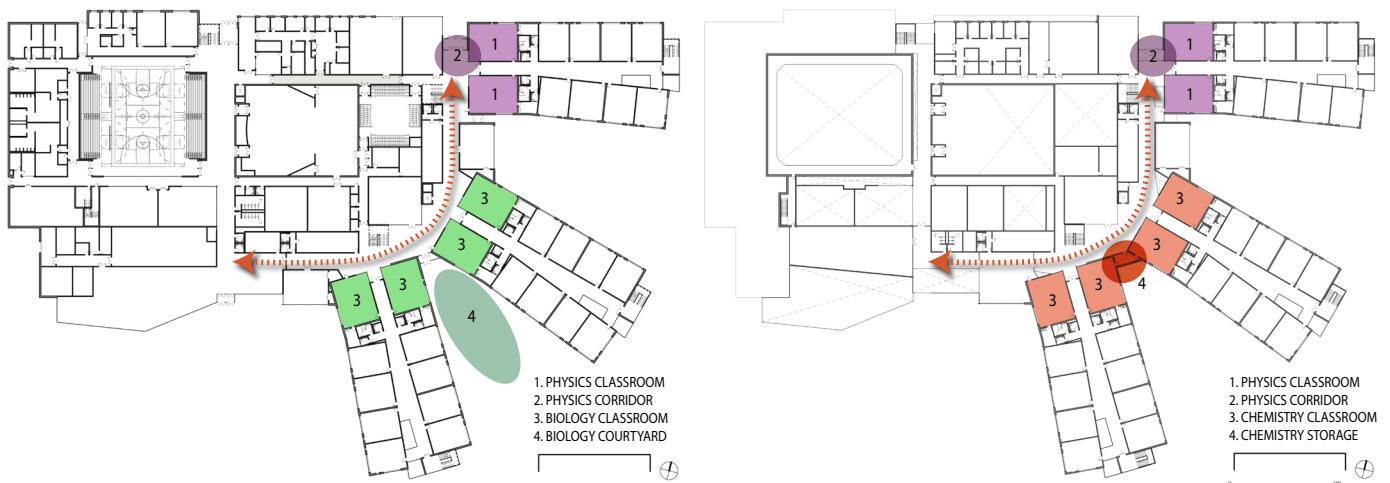 1
2
1
3
3
3
3
4
1. PHYSICS CLASSROOM
2. PHYSICS CORRIDOR
3. BIOLOGY CLASSROOM
4. BIOLOGY COURTYARD
1
2
1
3
3
3
3
4
1. PHYSICS CLASSROOM
2. PHYSICS CORRIDOR
3. CHEMISTRY CLASSROOM
4. CHEMISTRY STORAGE